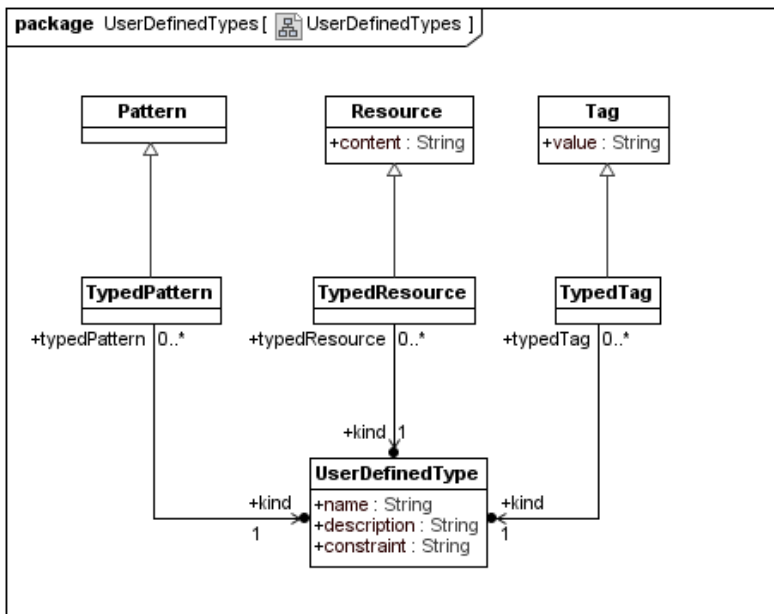 package UserDefinedTypes [ UserDefinedTypes ]
Pattern
Resource
+content : String
Tag
+value : String
TypedPattern
TypedResource
TypedTag
+typedPattern 0..*
+typedResource 0..*
+typedTag 0..*
+kind 1
UserDefinedType
+name : String
+description : String
+constraint : String
+kind
1
+kind
1